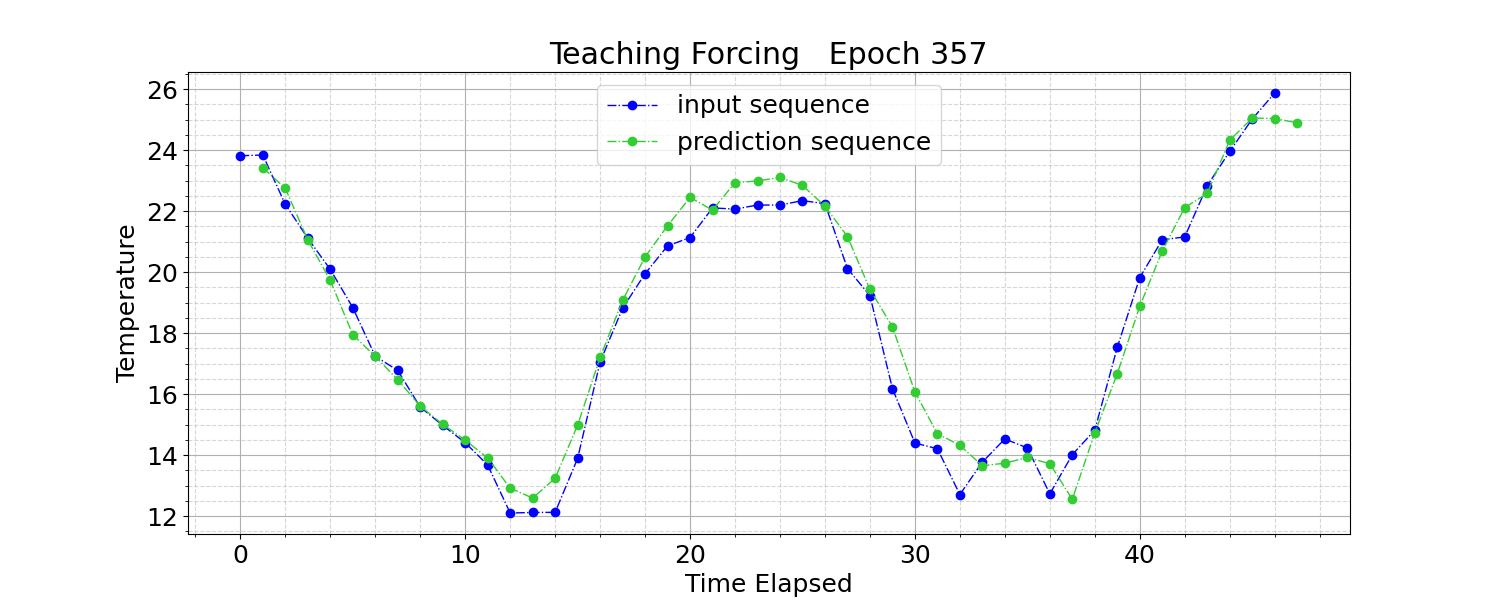 Teaching Forcing   Epoch 357
input sequence
prediction sequence
Temperature
26
24
22
20
18
16
14
12
0 10 20 30 40
Time Elapsed